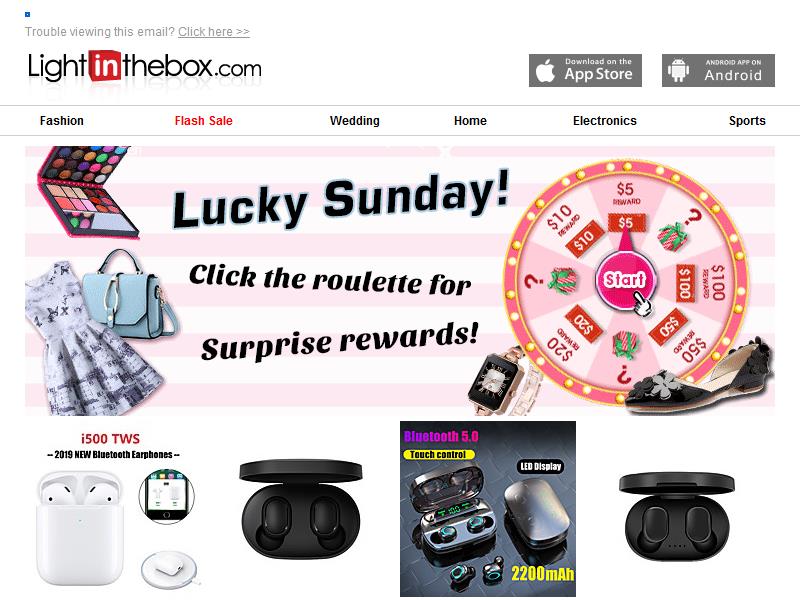 Trouble viewing this email? Click here >>
Lightinthebox.com
Download on the
App Store
ANDROID APP ON
Android
Fashion
Flash Sale
Wedding
Home
Electronics
Sports
Lucky Sunday!
Click the roulette for
Surprise rewards!
$5
REWARD
$5
?
$100
$100
REWARD
$50
$50
REWARD
?
$20
$20
REWARD
?
$10
$10
REWARD
Start
i500 TWS
-- 2019 NEW Bluetooth Earphones --
Bluetooth 5.0
Touch control
LED Display
100
2200mAh